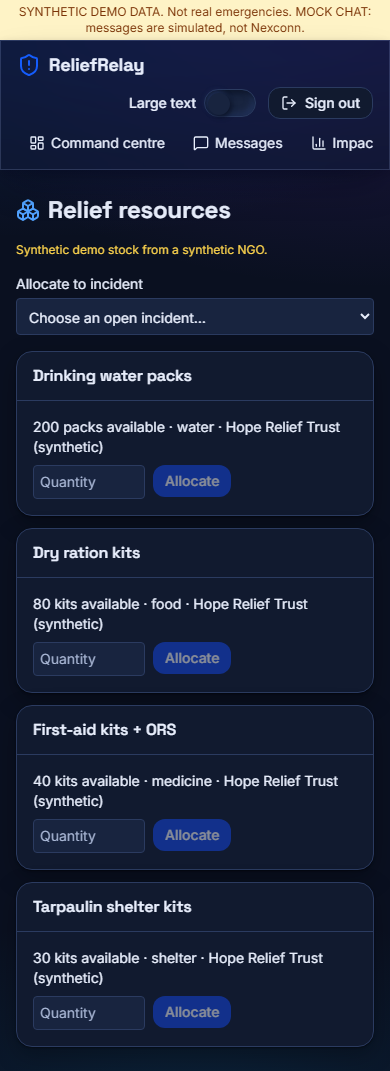 SYNTHETIC DEMO DATA. Not real emergencies. MOCK CHAT:
messages are simulated, not Nexconn.
ReliefRelay
Large text
Sign out
Command centre
Messages
Impac
Relief resources
Synthetic demo stock from a synthetic NGO.
Allocate to incident
Choose an open incident...
Drinking water packs
200 packs available · water · Hope Relief Trust
(synthetic)
Quantity
Allocate
Dry ration kits
80 kits available · food · Hope Relief Trust
(synthetic)
Quantity
Allocate
First-aid kits + ORS
40 kits available · medicine · Hope Relief Trust
(synthetic)
Quantity
Allocate
Tarpaulin shelter kits
30 kits available · shelter · Hope Relief Trust
(synthetic)
Quantity
Allocate